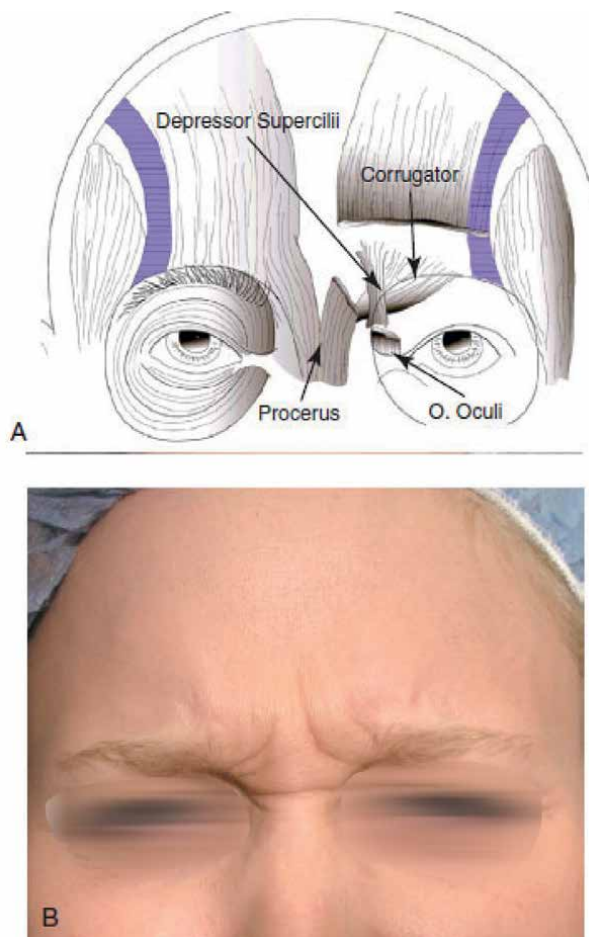 Depressor Supercilii
Corrugator
Procerus
O. Oculi
A
B